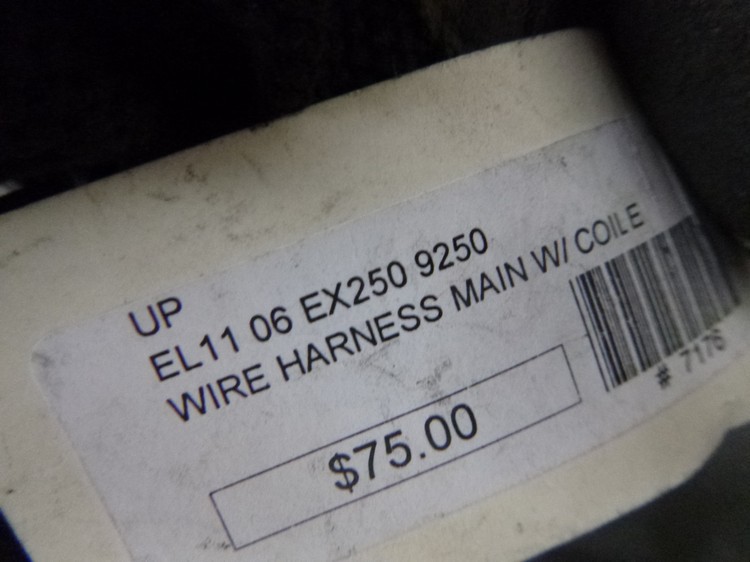 UP
EL11 06 EX250 9250
WIRE HARNESS MAIN W/ COILE
$75.00
# 7176